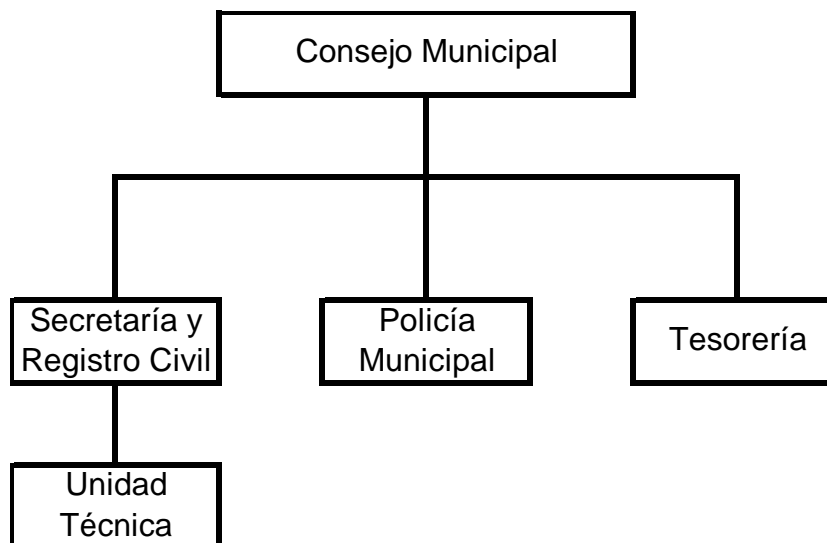 Consejo Municipal
Secretaría y
Registro Civil
Policía
Municipal
Tesorería
Unidad
Técnica